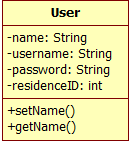 User
-name: String
-username: String
-password: String
-residenceID: int
+setName()
+getName()